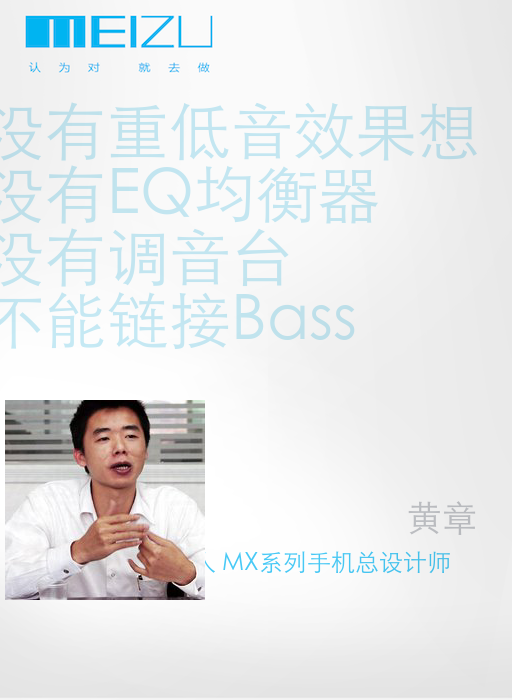 MEIZU
认为对 就去做
没有重低音效果想
没有EQ均衡器
没有调音台
不能链接Bass
黄章
人 MX系列手机总设计师